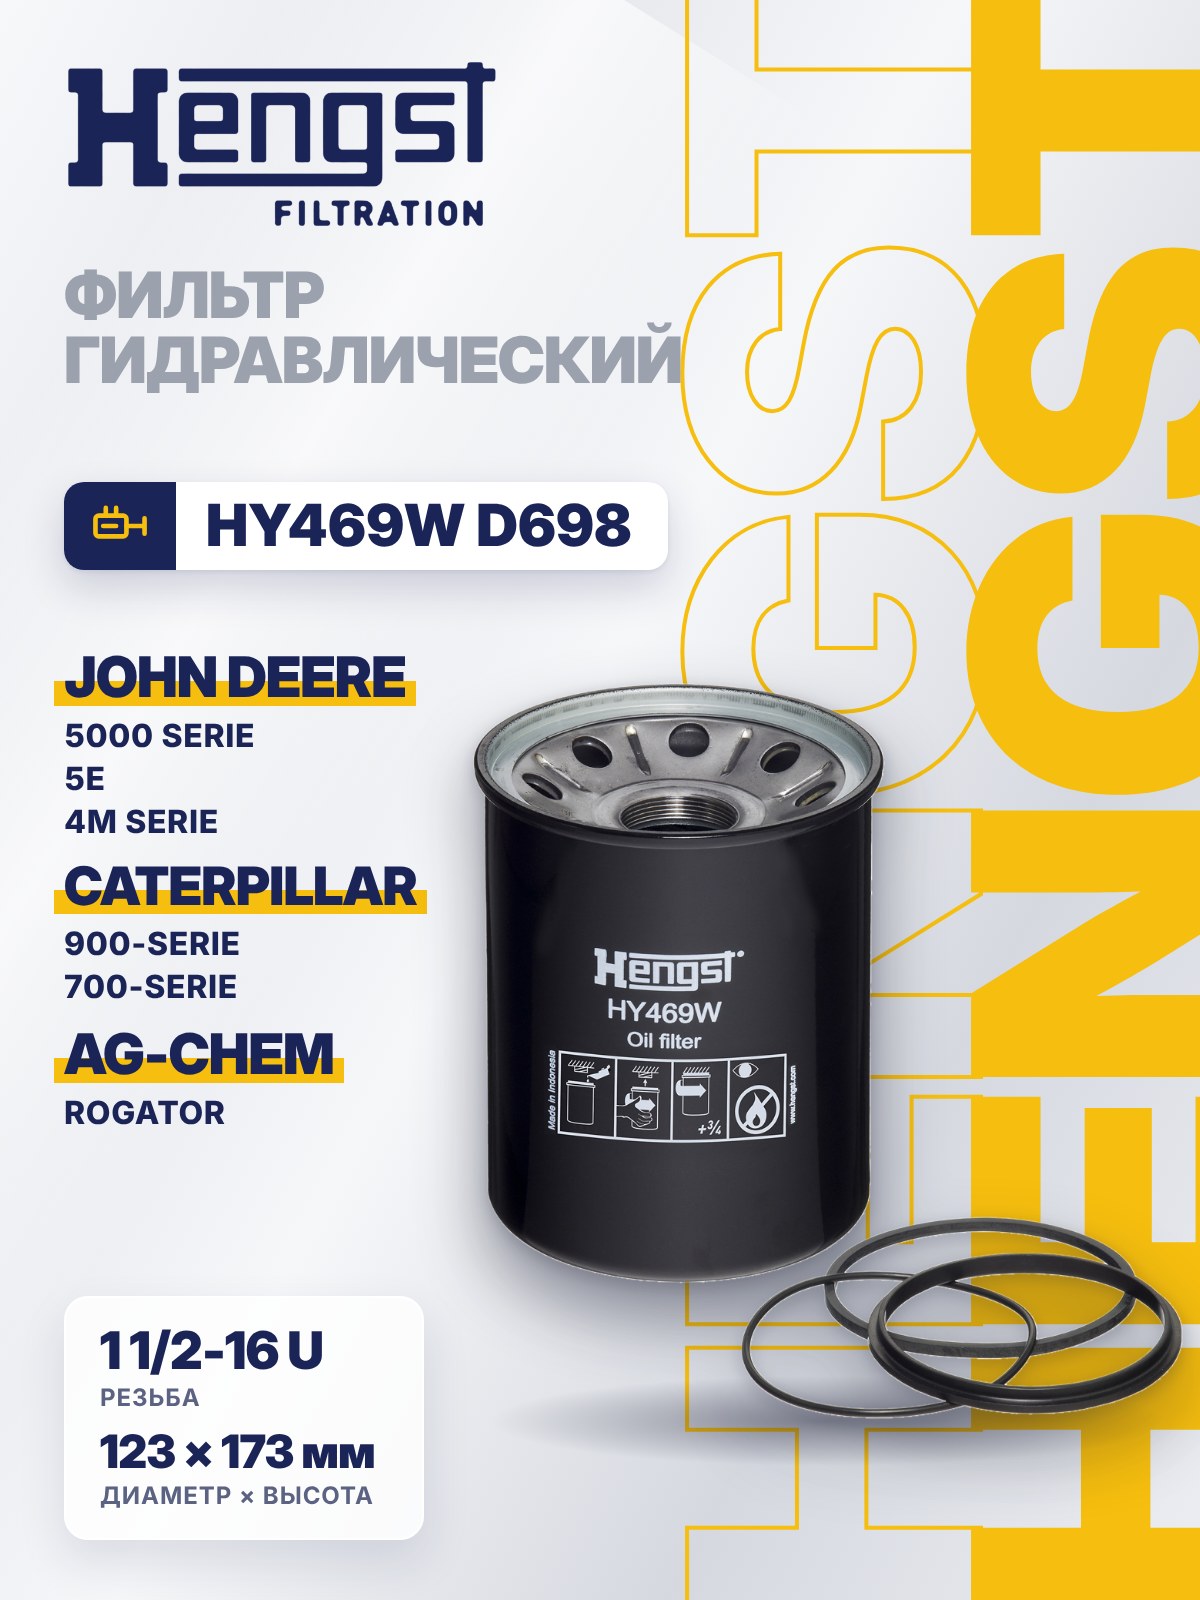 Hengst
FILTRATION
ФИЛЬТР
ГИДРАВЛИЧЕСКИЙ
HY469W D698
JOHN DEERE
5000 SERIE
5E
4M SERIE
CATERPILLAR
900-SERIE
700-SERIE
AG-CHEM
ROGATOR
Hengst
HY469W
Oil filter
Made in Indonesia
+3/4
www.hengst.com
1 1/2-16 U
РЕЗЬБА
123 × 173 мм
ДИАМЕТР × ВЫСОТА
HENGST
HENGST